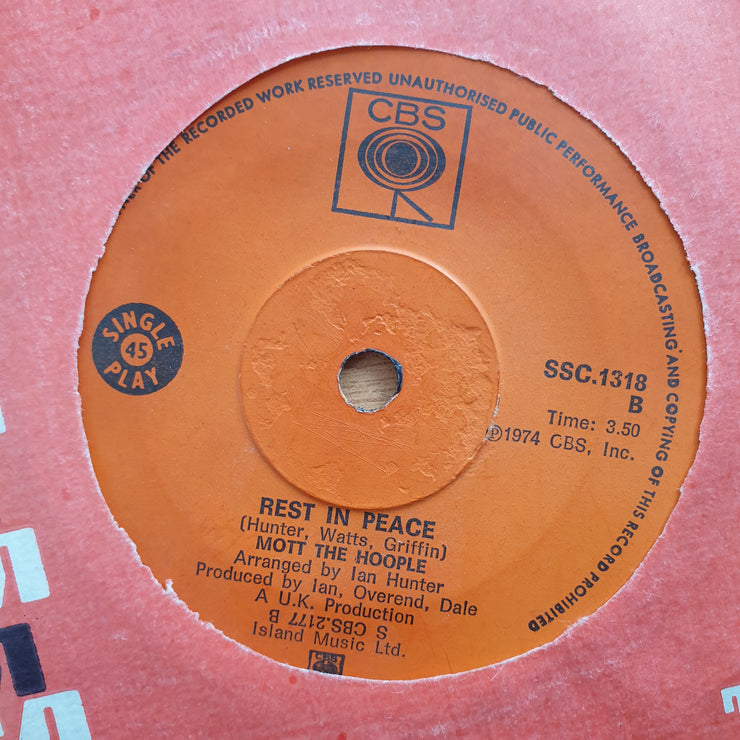 OF THE RECORDED WORK RESERVED UNAUTHORISED PUBLIC PERFORMANCE BROADCASTING AND COPYING OF THIS RECORD PROHIBITED
CBS
SINGLE
45
PLAY
SSC.1318
B
Time: 3.50
℗1974 CBS, Inc.
REST IN PEACE
(Hunter, Watts, Griffin)
MOTT THE HOOPLE
Arranged by Ian Hunter
Produced by Ian, Overend, Dale
A U.K. Production
S CBS.2177 B
Island Music Ltd.